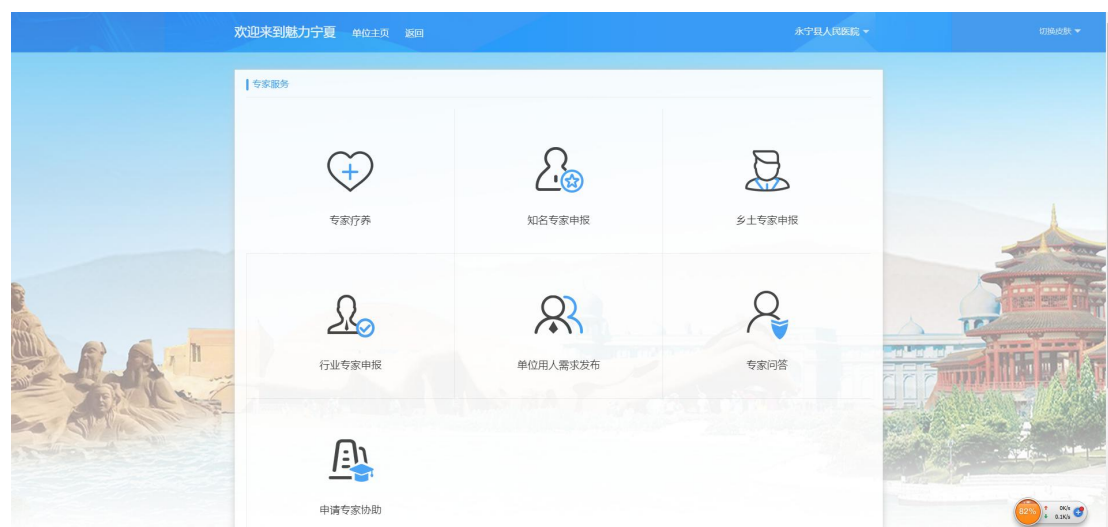 欢迎来到魅力宁夏 单位主页 返回 永宁县人民医院 切换皮肤
专家服务
专家疗养 知名专家申报 乡土专家申报
行业专家申报 单位用人需求发布 专家问答
申请专家协助
82% 0K/s
0.1K/s